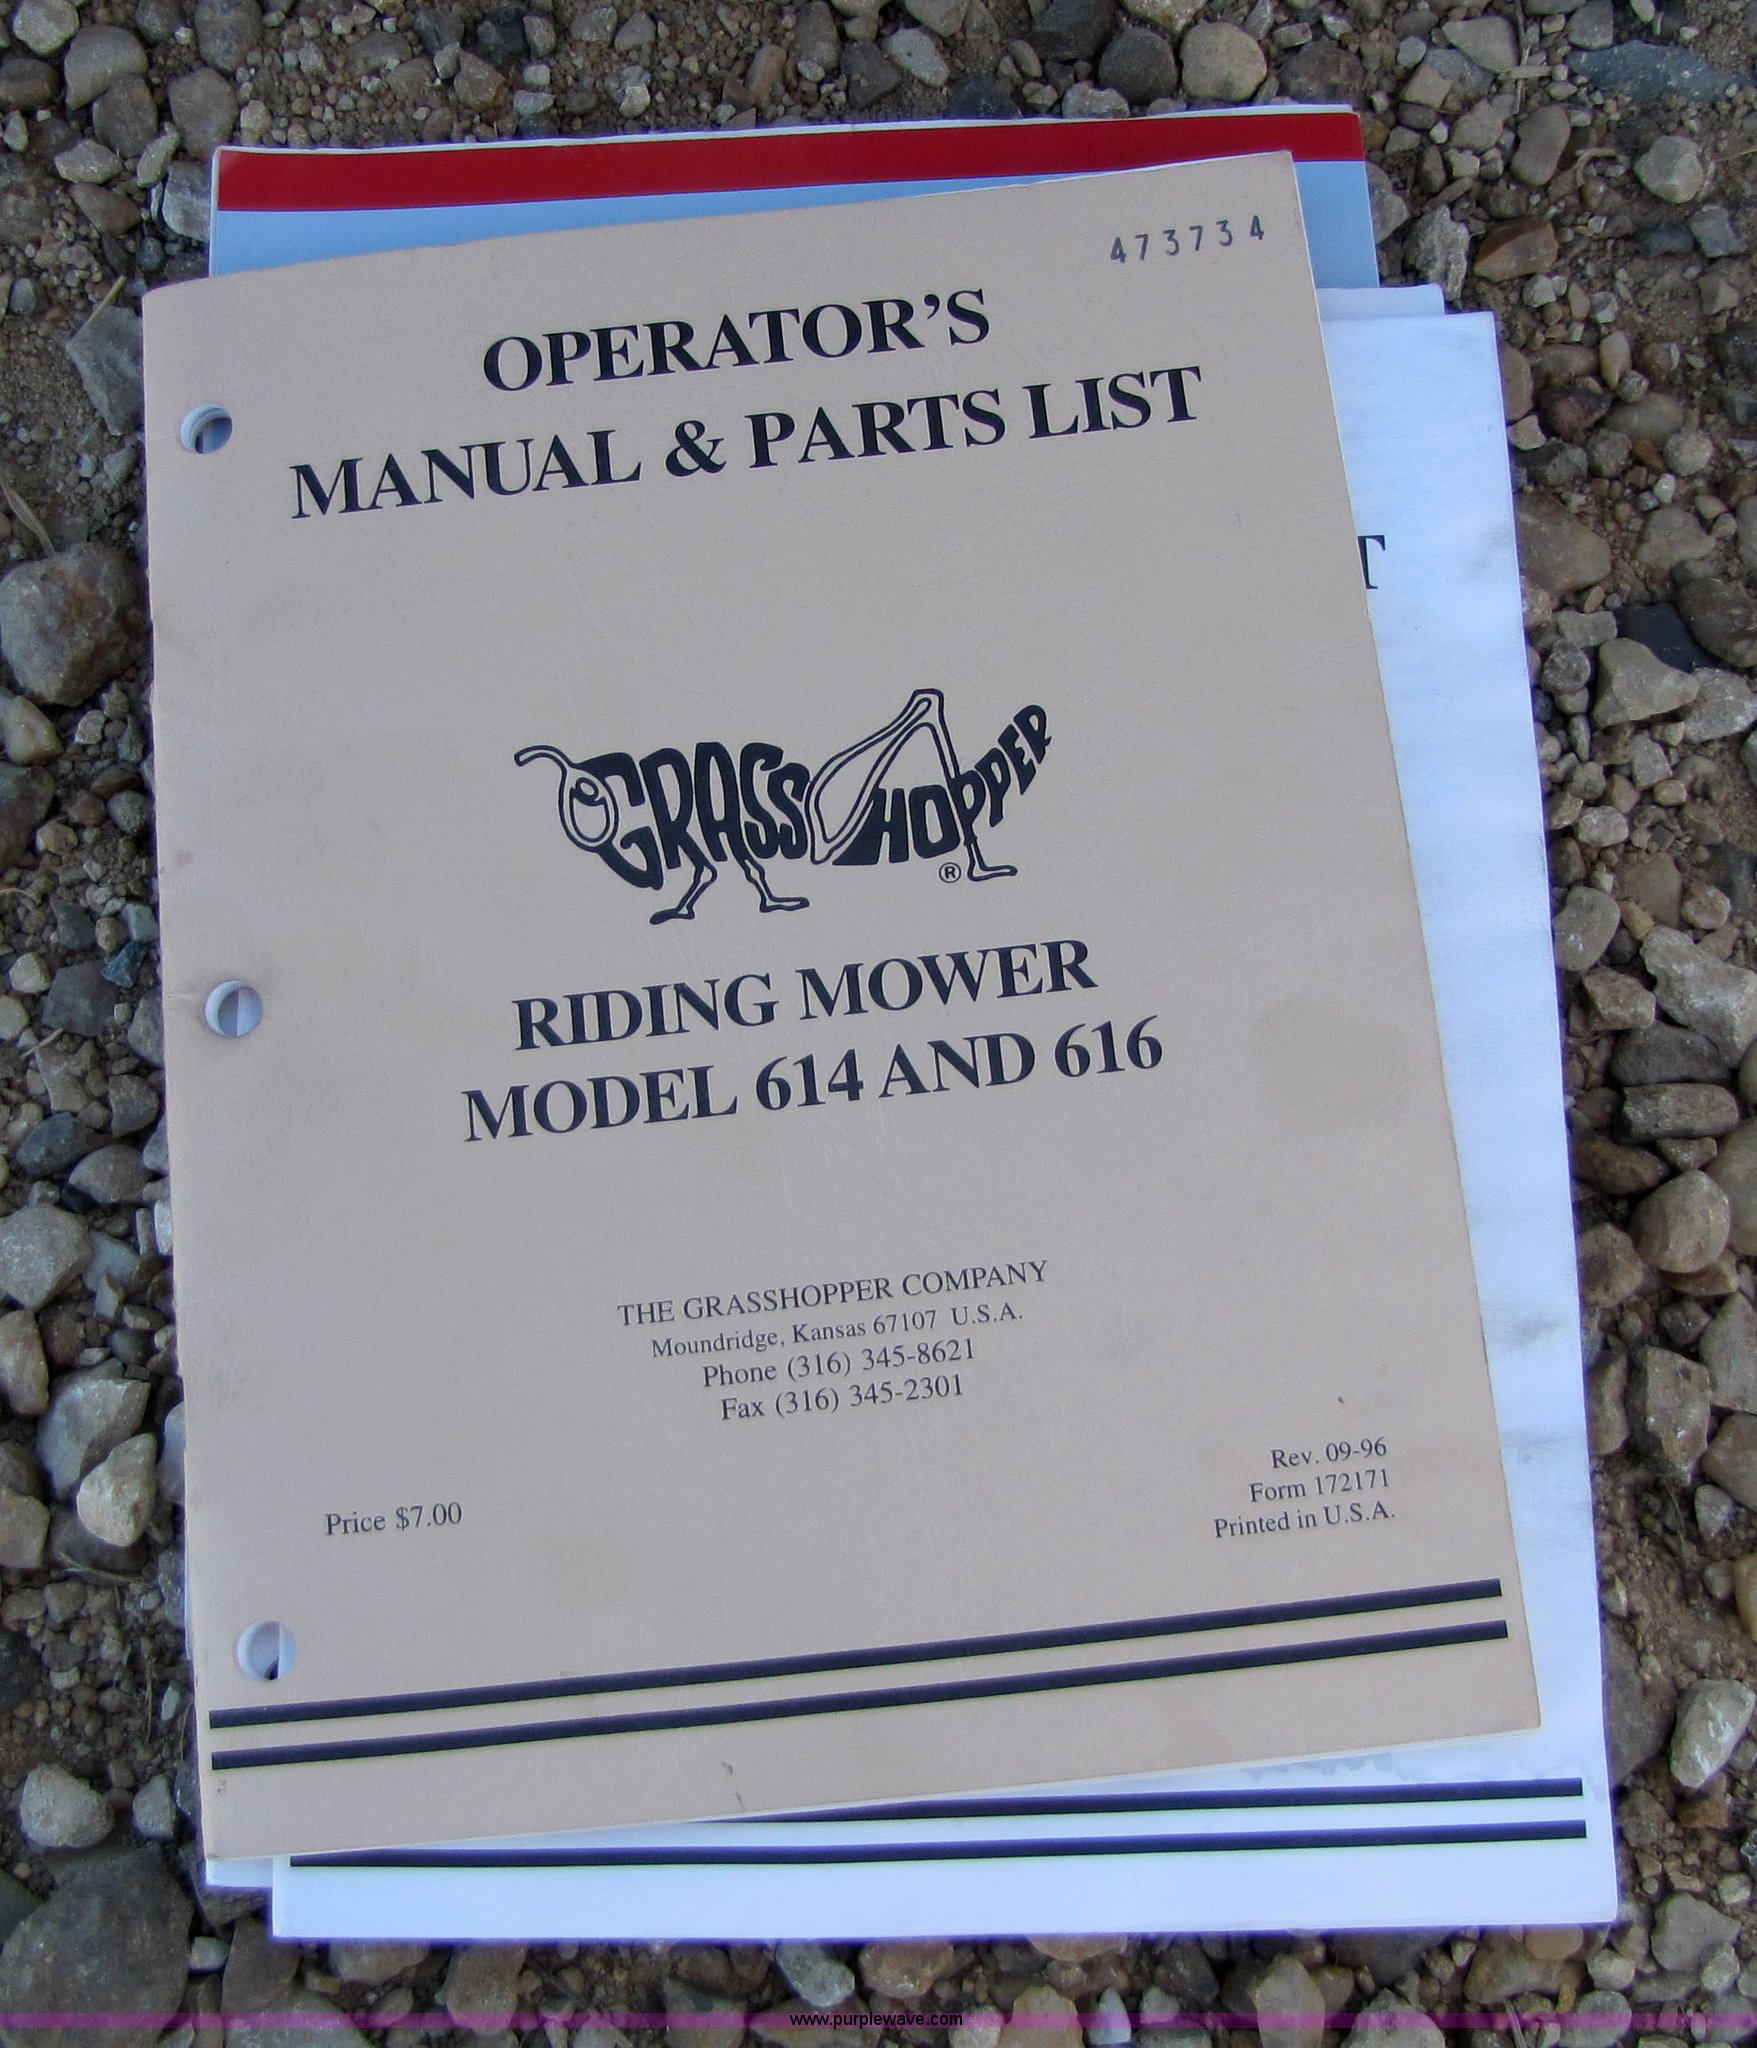 473734
OPERATOR'S
MANUAL & PARTS LIST
T
GRASSHOPPER
®
RIDING MOWER
MODEL 614 AND 616
THE GRASSHOPPER COMPANY
Moundridge, Kansas 67107 U.S.A.
Phone (316) 345-8621
Fax (316) 345-2301
Rev. 09-96
Form 172171
Price $7.00
Printed in U.S.A.
www.purplewave.com